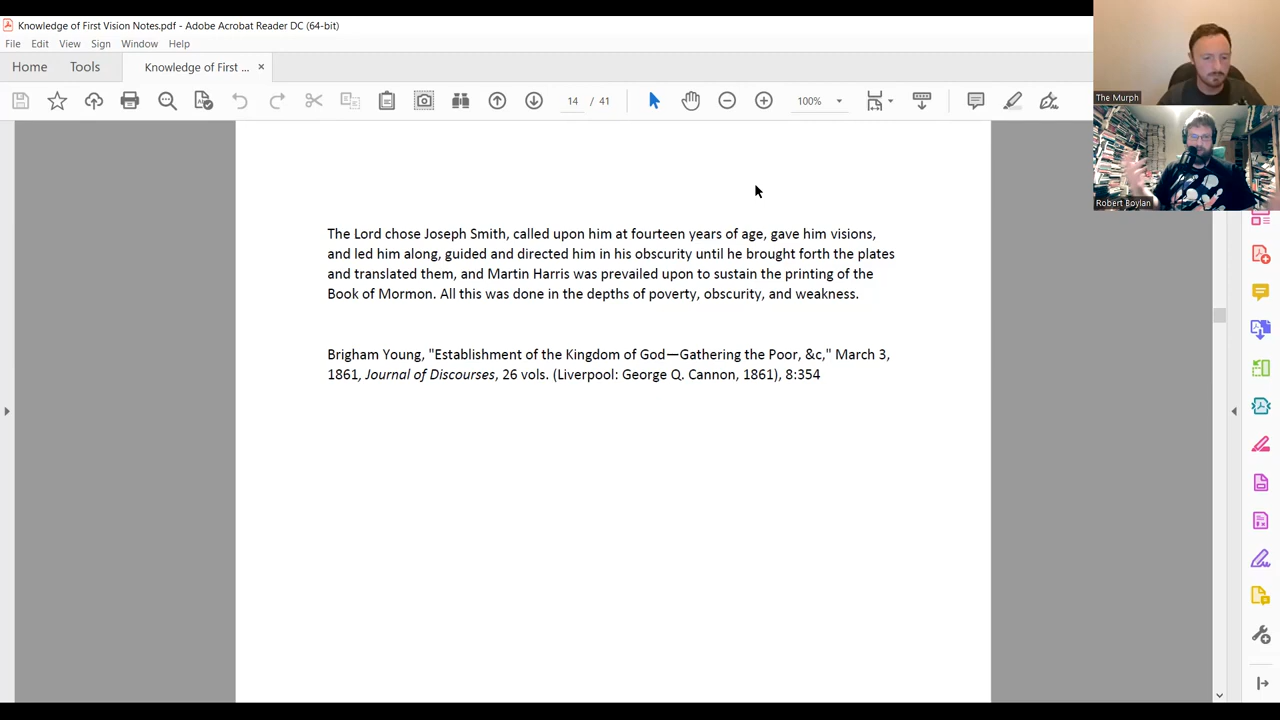 Knowledge of First Vision Notes.pdf - Adobe Acrobat Reader DC (64-bit)
File Edit View Sign Window Help
Home Tools Knowledge of First ... ×
14 / 41 100%
The Murph
Robert Boylan
The Lord chose Joseph Smith, called upon him at fourteen years of age, gave him visions,
and led him along, guided and directed him in his obscurity until he brought forth the plates
and translated them, and Martin Harris was prevailed upon to sustain the printing of the
Book of Mormon. All this was done in the depths of poverty, obscurity, and weakness.
Brigham Young, "Establishment of the Kingdom of God—Gathering the Poor, &c," March 3,
1861, Journal of Discourses, 26 vols. (Liverpool: George Q. Cannon, 1861), 8:354